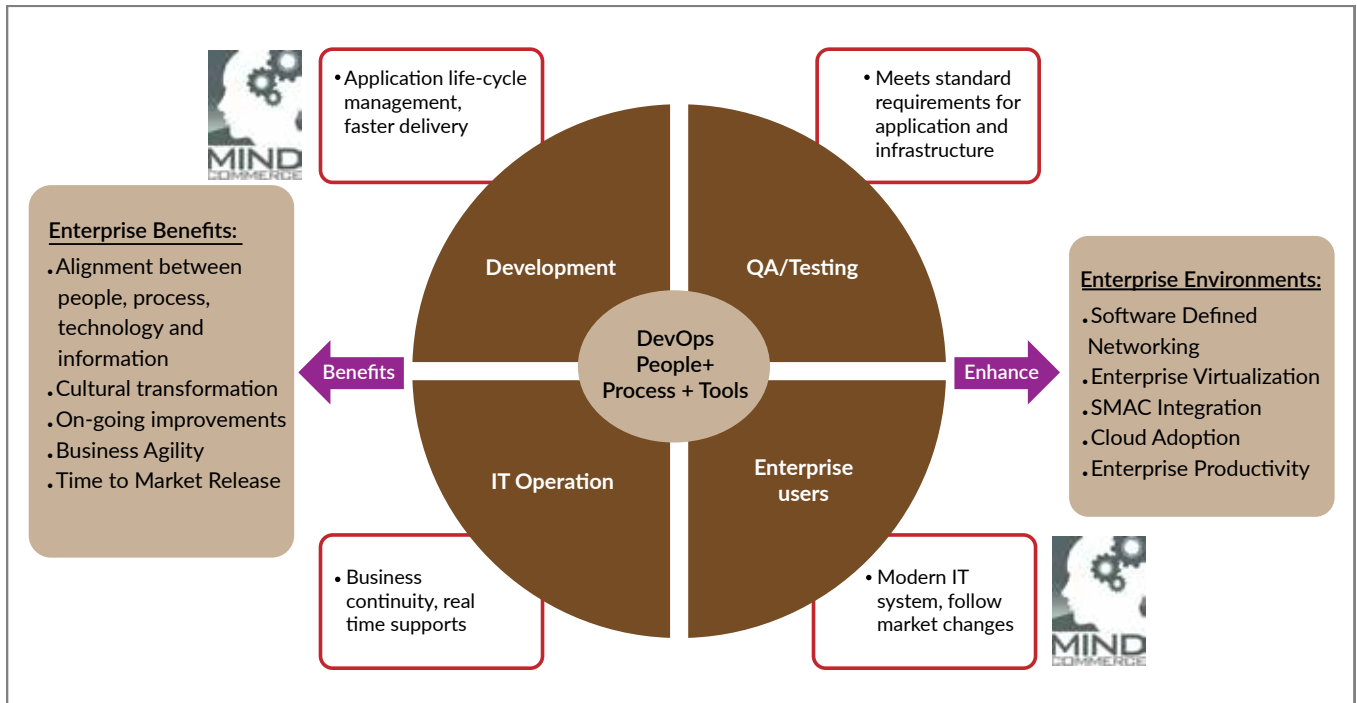 MIND
COMMERCE
• Application life-cycle
management,
faster delivery
• Meets standard
requirements for
application and
infrastructure
Enterprise Benefits:
.Alignment between
people, process,
technology and
information
.Cultural transformation
.On-going improvements
.Business Agility
.Time to Market Release
Benefits
Development
QA/Testing
DevOps
People+
Process + Tools
IT Operation
Enterprise
users
Enhance
Enterprise Environments:
.Software Defined
Networking
.Enterprise Virtualization
.SMAC Integration
.Cloud Adoption
.Enterprise Productivity
• Business
continuity, real
time supports
• Modern IT
system, follow
market changes
MIND
COMMERCE